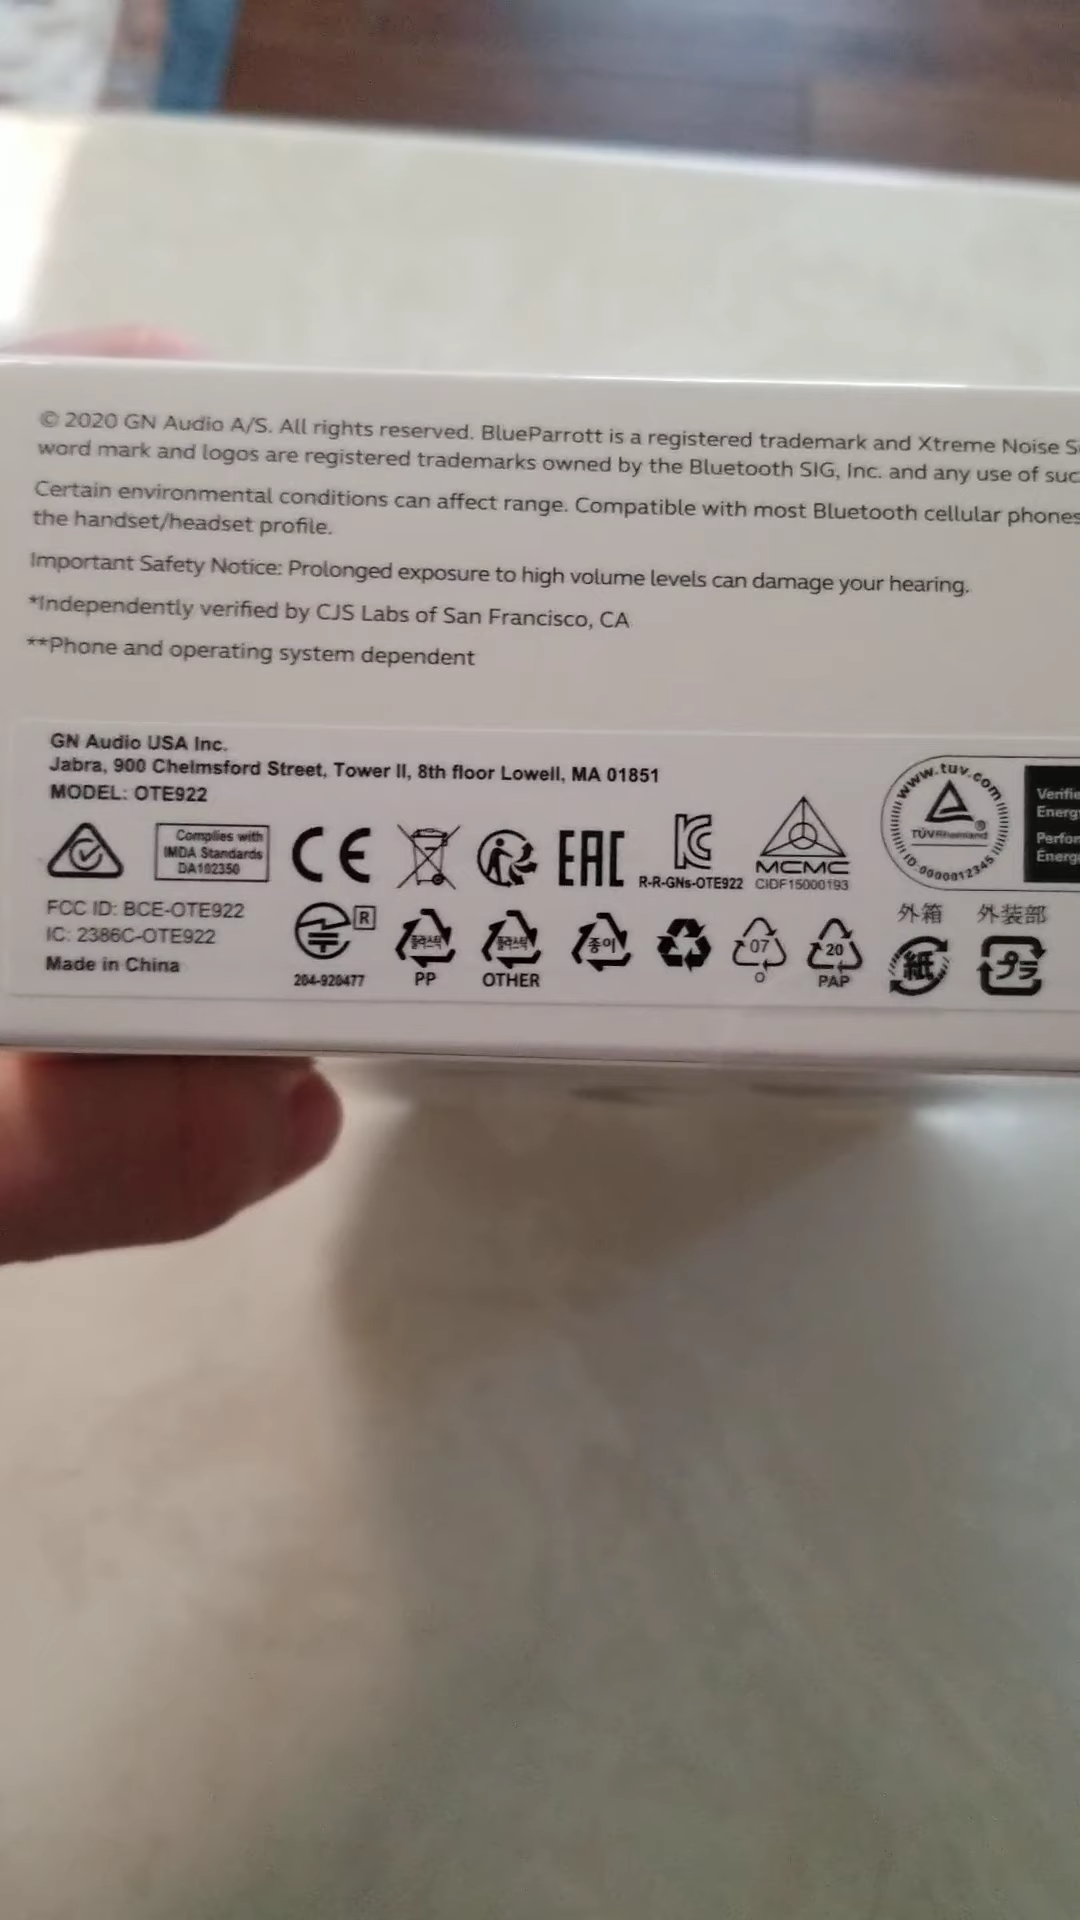 © 2020 GN Audio A/S. All rights reserved. BlueParrott is a registered trademark and Xtreme Noise
word mark and logos are registered trademarks owned by the Bluetooth SIG, Inc. and any use of suc
Certain environmental conditions can affect range. Compatible with most Bluetooth cellular phones
the handset/headset profile.
Important Safety Notice: Prolonged exposure to high volume levels can damage your hearing.
*Independently verified by CJS Labs of San Francisco, CA
**Phone and operating system dependent
GN Audio USA Inc.
Jabra, 900 Chelmsford Street, Tower II, 8th floor Lowell, MA 01851
MODEL: OTE922
Complies with
IMDA Standards
DA102350
CE
EAC
R-R-GNs-OTE922
MCMC
CIDF15000193
www.tuv.com
TÜVRheinland
ID 0000012345
Verifie
Energ
Perfor
Énerg
FCC ID: BCE-OTE922
IC: 2386C-OTE922
Made in China
R
204-920477
플라스틱
PP
플라스틱
OTHER
종이
07
O
20
PAP
外箱
紙
外装部
プラ